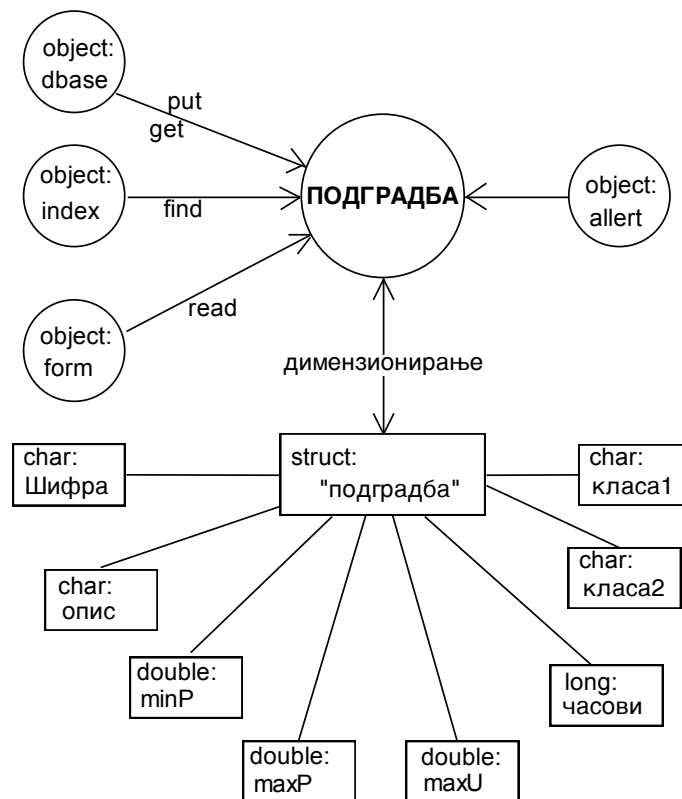 object:
dbase
put
get
object:
index
find
ПОДГРАДБА
object:
allert
read
object:
form
димензионирање
char:
Шифра
struct:
"подградба"
char:
класа1
char:
опис
char:
класа2
double:
minP
long:
часови
double:
maxP
double:
maxU